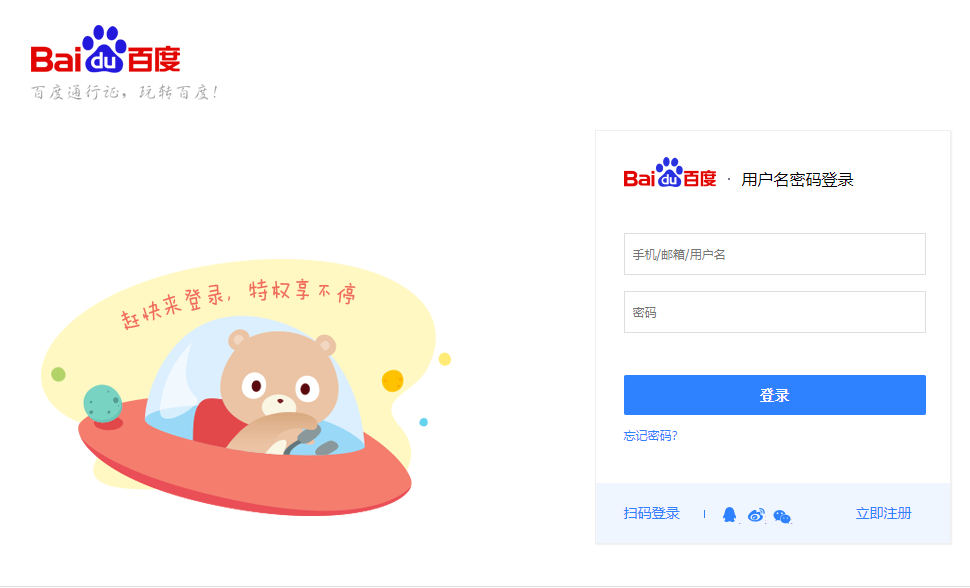 Bai du 百度
百度通行证，玩转百度！
Bai du 百度 · 用户名密码登录
手机/邮箱/用户名
密码
赶快来登录，特权享不停
登录
忘记密码?
扫码登录
立即注册